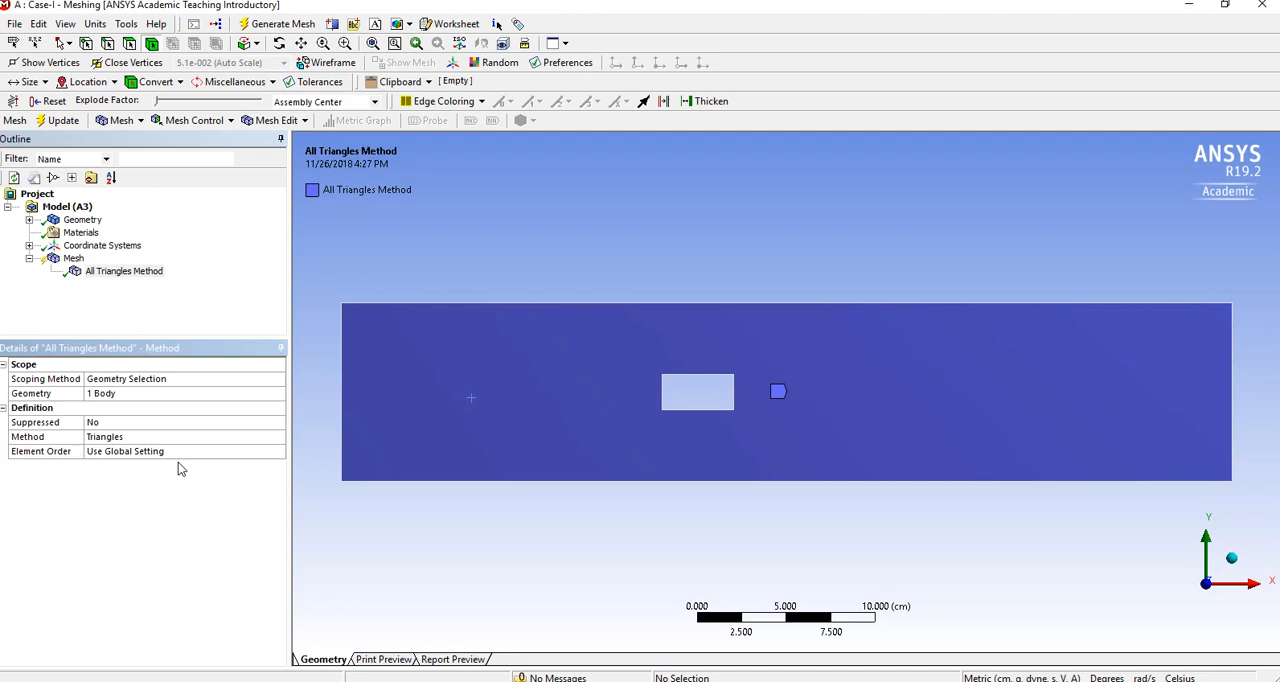 A : Case-I - Meshing [ANSYS Academic Teaching Introductory]
File Edit View Units Tools Help Generate Mesh A Worksheet
Show Vertices Close Vertices 5.1e-002 (Auto Scale) Wireframe Show Mesh Random Preferences
Size Location Convert Miscellaneous Tolerances Clipboard [Empty]
Reset Explode Factor: Assembly Center Edge Coloring Thicken
Mesh Update Mesh Mesh Control Mesh Edit Metric Graph Probe
Outline
Filter: Name
Project
Model (A3)
Geometry
Materials
Coordinate Systems
Mesh
All Triangles Method
Details of "All Triangles Method" - Method
Scope
Scoping Method Geometry Selection
Geometry 1 Body
Definition
Suppressed No
Method Triangles
Element Order Use Global Setting
All Triangles Method
11/26/2018 4:27 PM
All Triangles Method
ANSYS
R19.2
Academic
Y
X
0.000 5.000 10.000 (cm)
2.500 7.500
Geometry Print Preview Report Preview
No Messages No Selection Metric (cm, g, dyne, s, V, A) Degrees rad/s Celsius